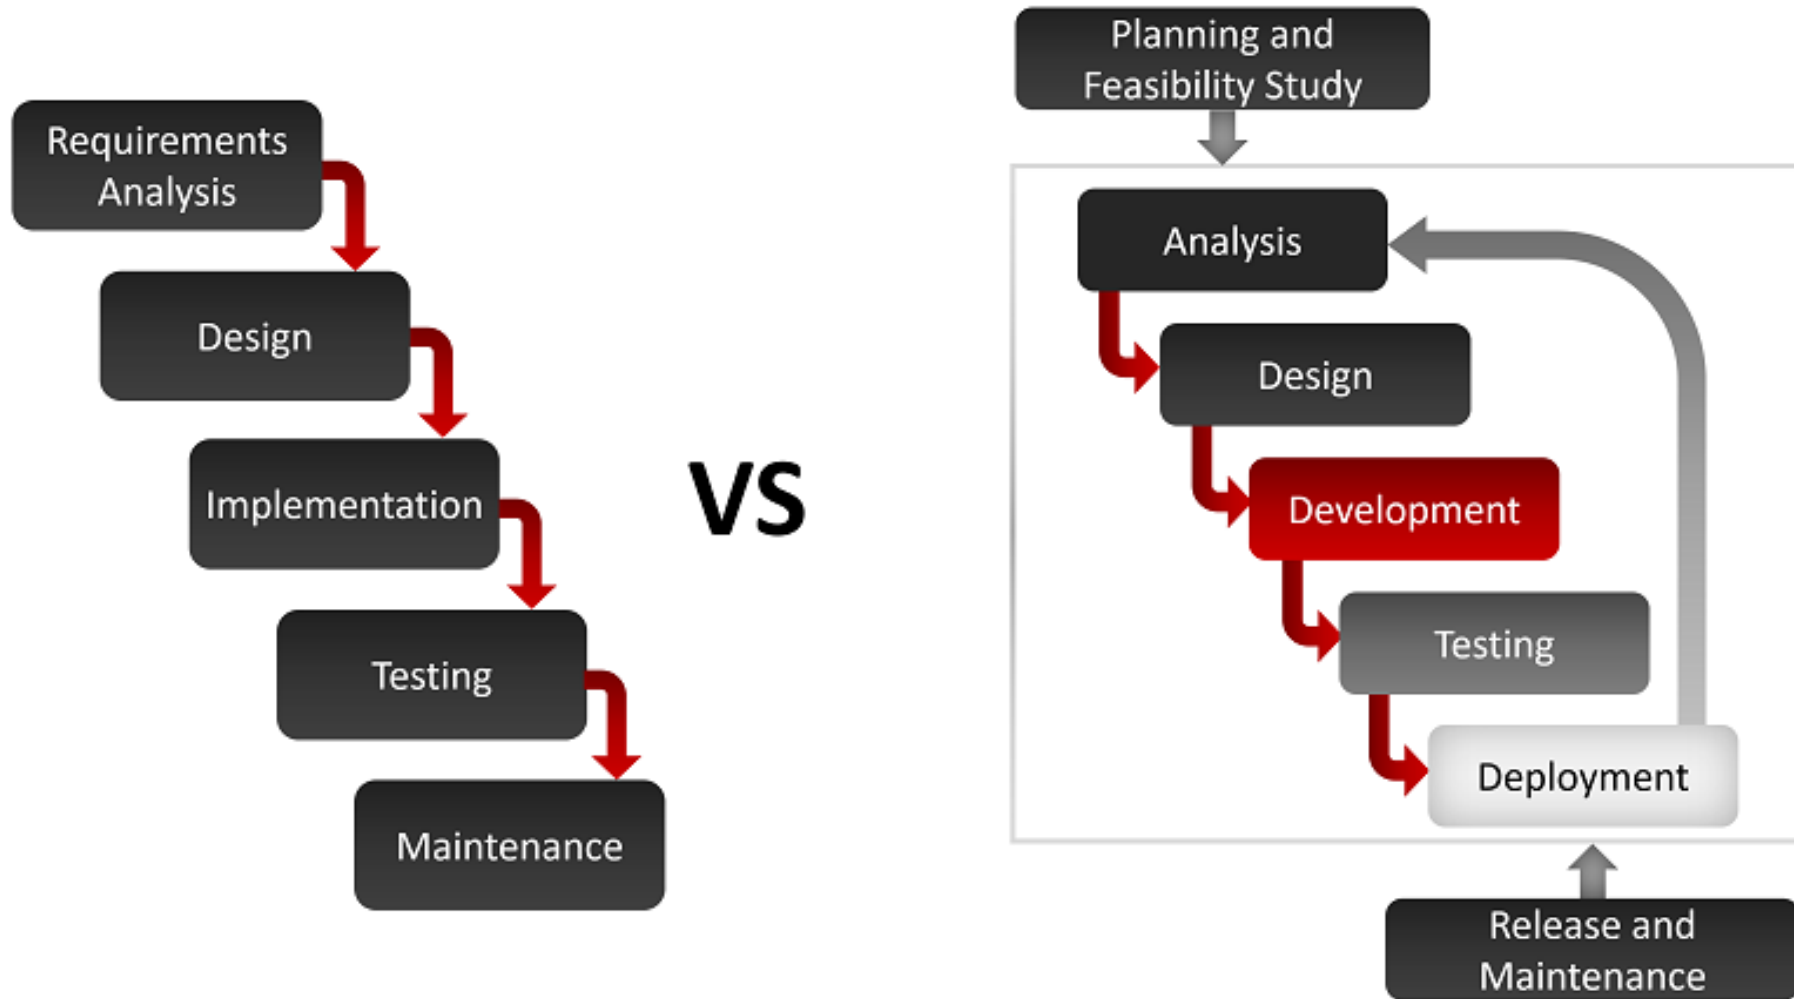 Requirements
Analysis
Design
Implementation
Testing
Maintenance
VS
Planning and
Feasibility Study
Analysis
Design
Development
Testing
Deployment
Release and
Maintenance